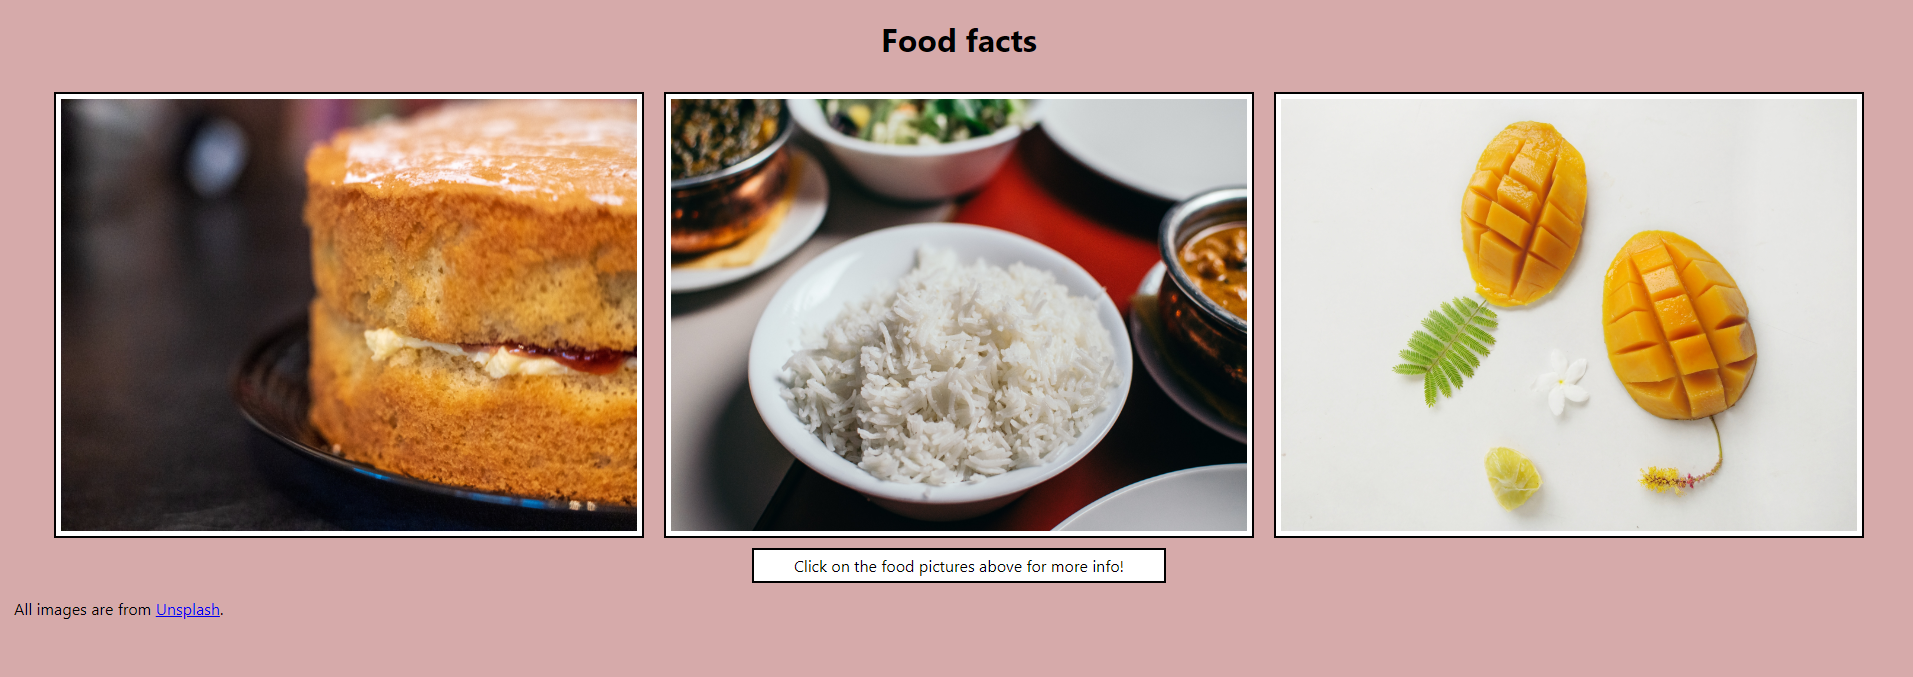 Food facts
Click on the food pictures above for more info!
All images are from Unsplash.